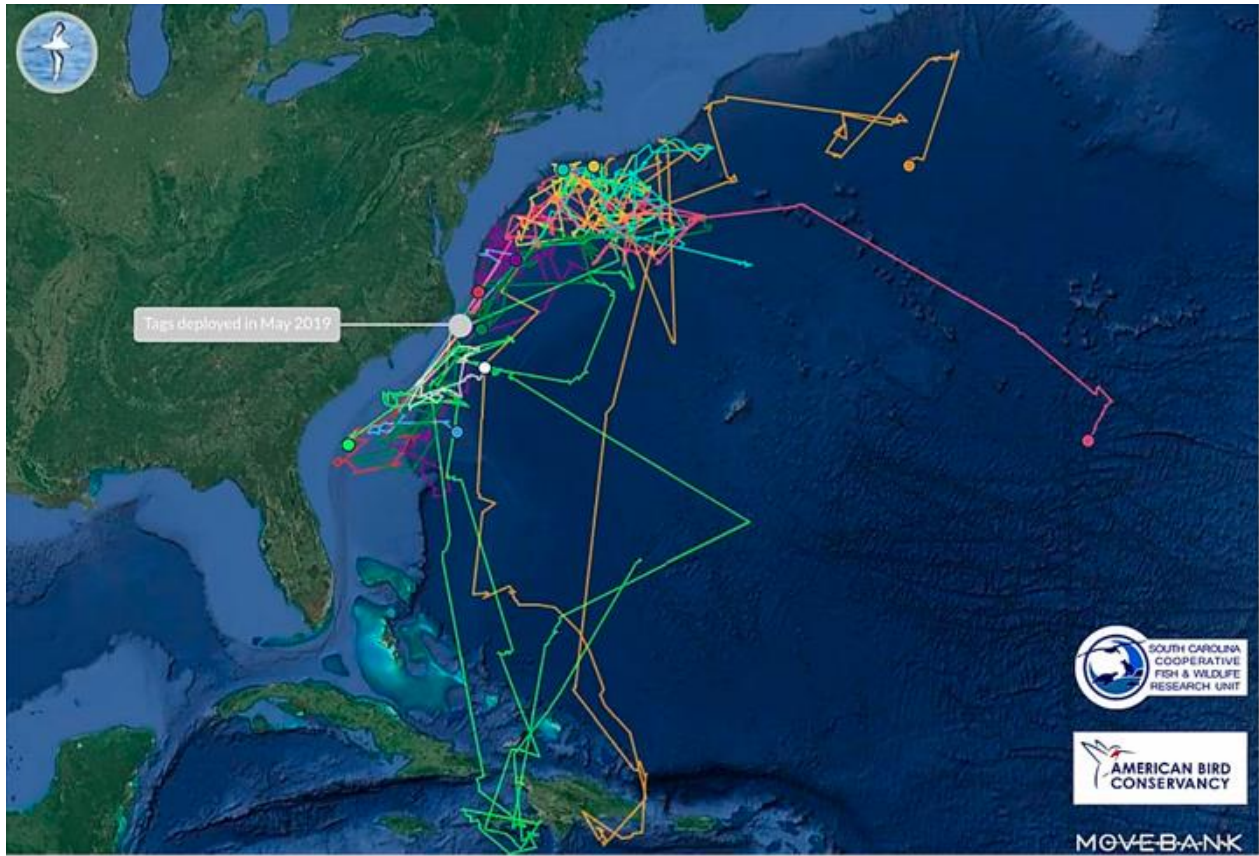 Tags deployed in May 2019
SOUTH CAROLINA
COOPERATIVE
FISH & WILDLIFE
RESEARCH UNIT
AMERICAN BIRD
CONSERVANCY
MOVEBANK